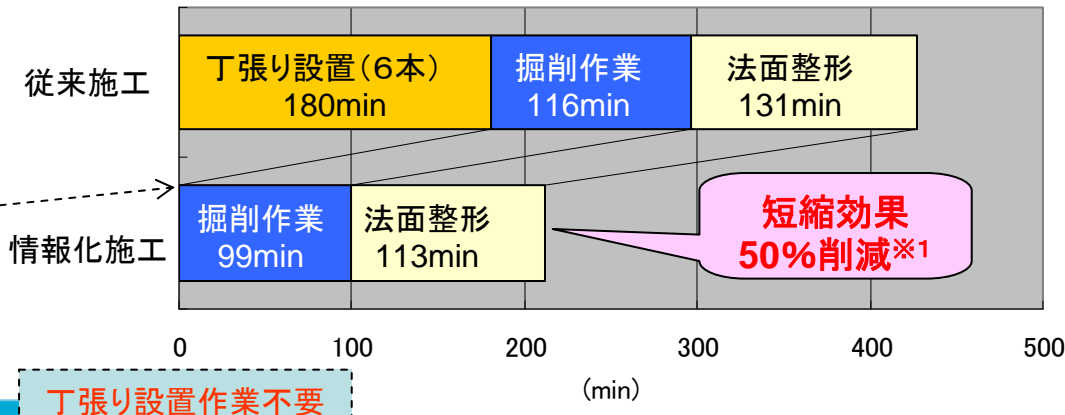 従来施工
丁張り設置(6本)
180min
掘削作業
116min
法面整形
131min
情報化施工
掘削作業
99min
法面整形
113min
短縮効果
50%削減※1
0 100 200 300 400 500
(min)
丁張り設置作業不要